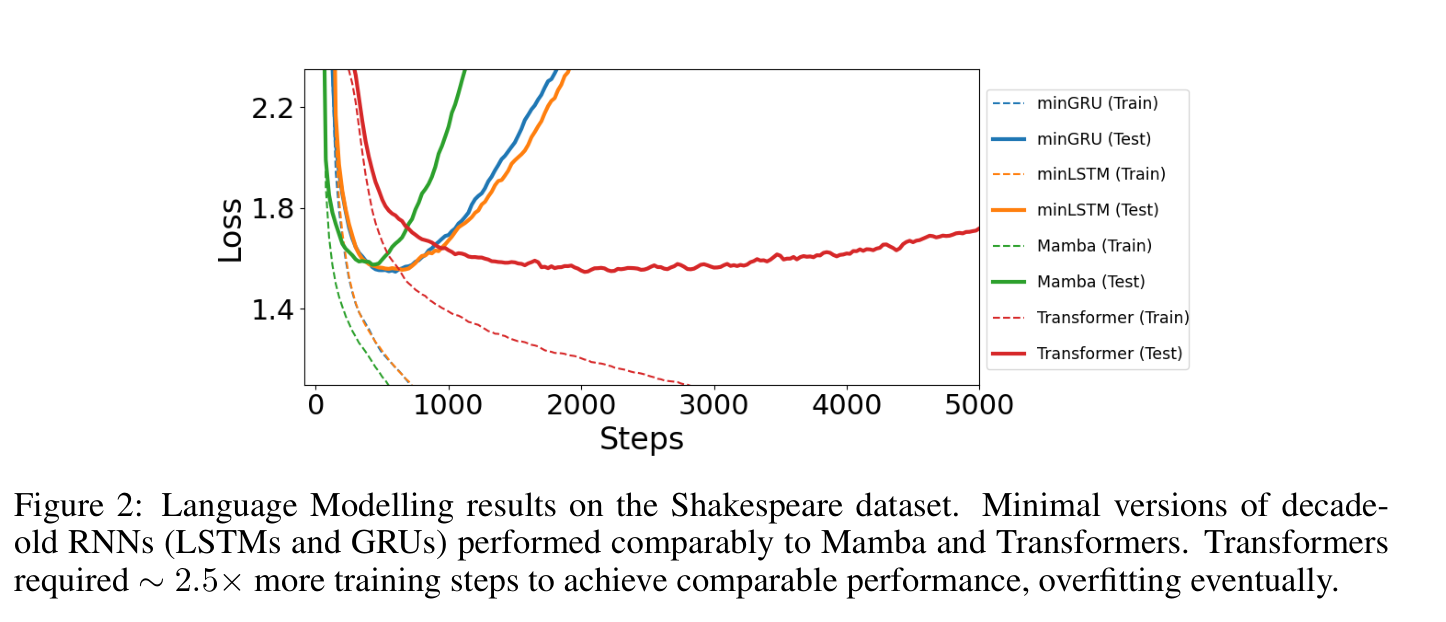 2.2
1.8
1.4
Loss
0 1000 2000 3000 4000 5000
Steps
minGRU (Train)
minGRU (Test)
minLSTM (Train)
minLSTM (Test)
Mamba (Train)
Mamba (Test)
Transformer (Train)
Transformer (Test)
Figure 2: Language Modelling results on the Shakespeare dataset. Minimal versions of decade-
old RNNs (LSTMs and GRUs) performed comparably to Mamba and Transformers. Transformers
required ∼ 2.5× more training steps to achieve comparable performance, overfitting eventually.